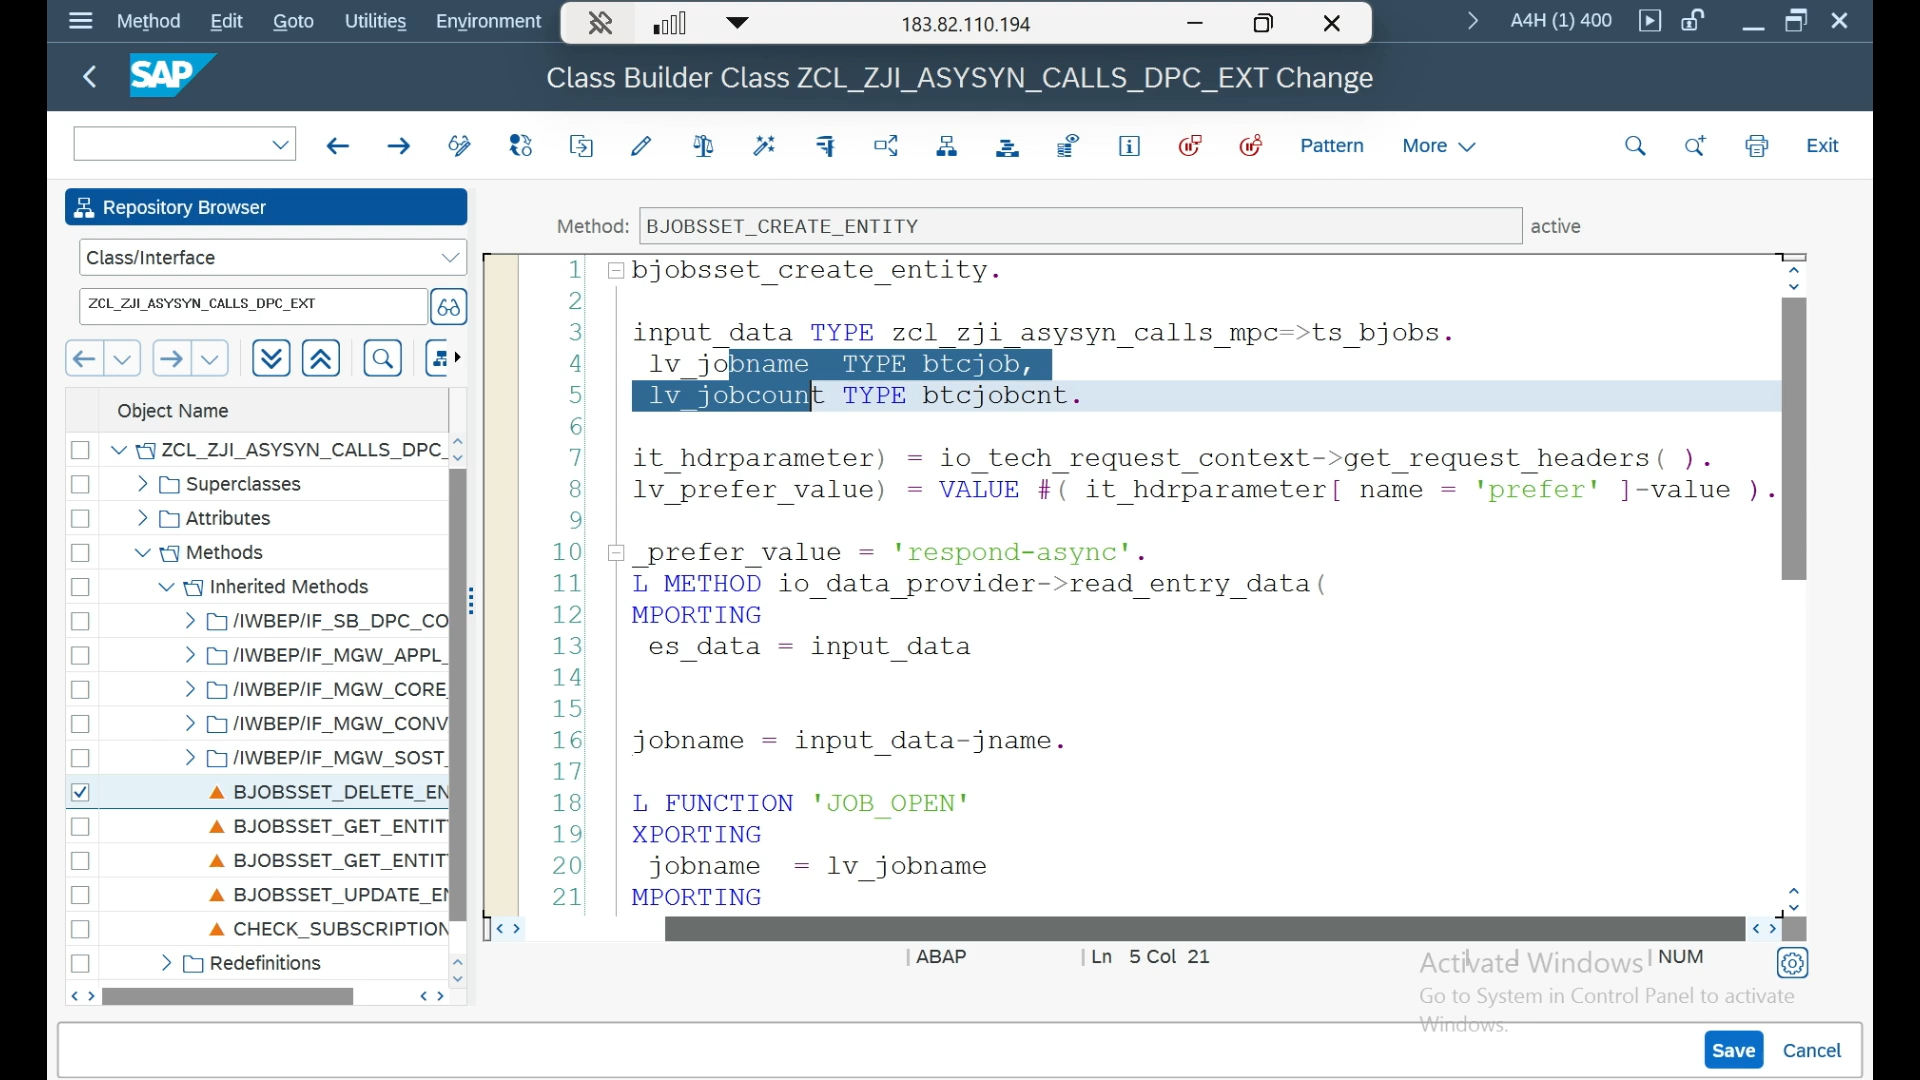 Method Edit Goto Utilities Environment 183.82.110.194 A4H (1) 400
SAP Class Builder Class ZCL_ZJI_ASYSYN_CALLS_DPC_EXT Change
Pattern More Exit
Repository Browser
Method: BJOBSSET_CREATE_ENTITY active
Class/Interface
ZCL_ZJI_ASYSYN_CALLS_DPC_EXT
Object Name
ZCL_ZJI_ASYSYN_CALLS_DPC_
Superclasses
Attributes
Methods
Inherited Methods
/IWBEP/IF_SB_DPC_CO
/IWBEP/IF_MGW_APPL_
/IWBEP/IF_MGW_CORE_
/IWBEP/IF_MGW_CONV
/IWBEP/IF_MGW_SOST_
BJOBSSET_DELETE_EN
BJOBSSET_GET_ENTIT
BJOBSSET_GET_ENTIT
BJOBSSET_UPDATE_EN
CHECK_SUBSCRIPTION
Redefinitions
1 bjobsset_create_entity.
2
3 input_data TYPE zcl_zji_asysyn_calls_mpc=>ts_bjobs.
4 lv_jobname TYPE btcjob,
5 lv_jobcount TYPE btcjobcnt.
6
7 it_hdrparameter) = io_tech_request_context->get_request_headers( ).
8 lv_prefer_value) = VALUE #( it_hdrparameter[ name = 'prefer' ]-value ).
9
10 _prefer_value = 'respond-async'.
11 L METHOD io_data_provider->read_entry_data(
12 MPORTING
13 es_data = input_data
14
15
16 jobname = input_data-jname.
17
18 L FUNCTION 'JOB_OPEN'
19 XPORTING
20 jobname = lv_jobname
21 MPORTING
ABAP Ln 5 Col 21 NUM
Activate Windows
Go to System in Control Panel to activate
Windows.
Save Cancel